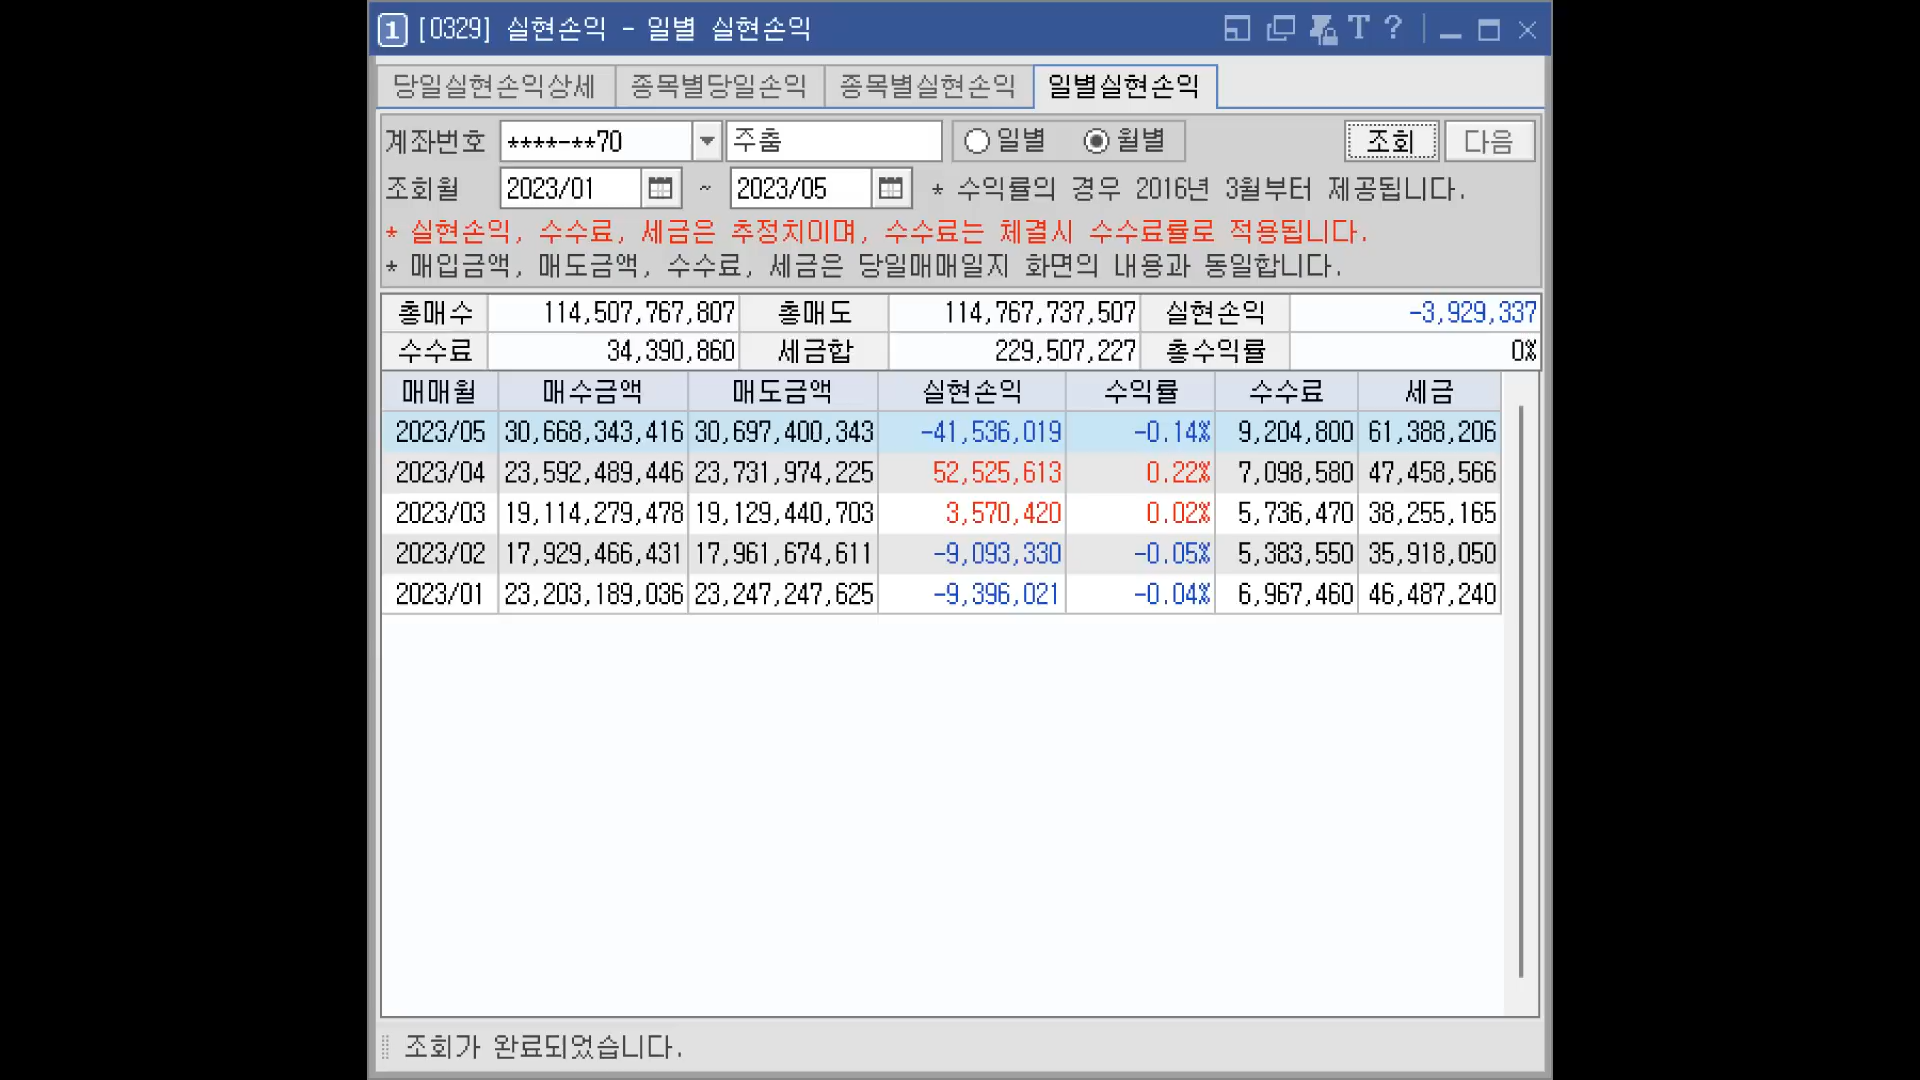 1 [0329] 실현손익 - 일별 실현손익 T ?
당일실현손익상세 종목별당일손익 종목별실현손익 일별실현손익
계좌번호 ****-**70 주춤 일별 월별 조회 다음
조회월 2023/01 ~ 2023/05 * 수익률의 경우 2016년 3월부터 제공됩니다.
* 실현손익, 수수료, 세금은 추정치이며, 수수료는 체결시 수수료률로 적용됩니다.
* 매입금액, 매도금액, 수수료, 세금은 당일매매일지 화면의 내용과 동일합니다.
총매수 114,507,767,807 총매도 114,767,737,507 실현손익 -3,929,337
수수료 34,390,860 세금합 229,507,227 총수익률 0%
매매월 매수금액 매도금액 실현손익 수익률 수수료 세금
2023/05 30,668,343,416 30,697,400,343 -41,536,019 -0.14% 9,204,800 61,388,206
2023/04 23,592,489,446 23,731,974,225 52,525,613 0.22% 7,098,580 47,458,566
2023/03 19,114,279,478 19,129,440,703 3,570,420 0.02% 5,736,470 38,255,165
2023/02 17,929,466,431 17,961,674,611 -9,093,330 -0.05% 5,383,550 35,918,050
2023/01 23,203,189,036 23,247,247,625 -9,396,021 -0.04% 6,967,460 46,487,240
조회가 완료되었습니다.